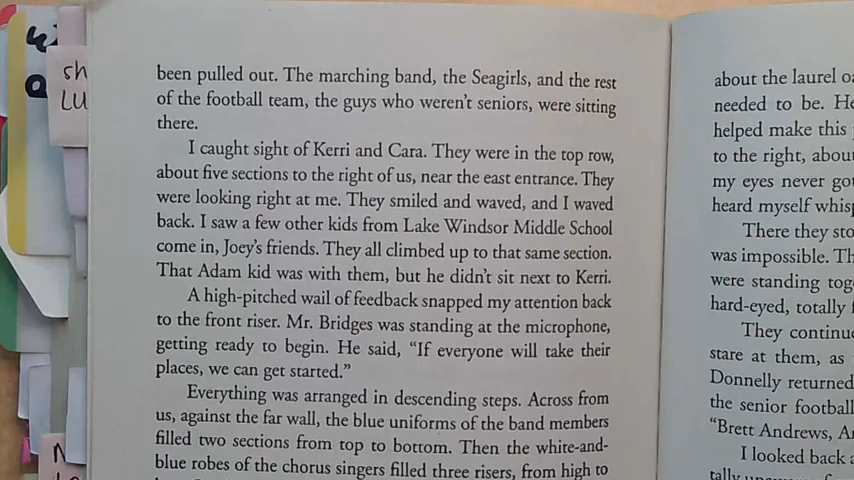 sh
LU
been pulled out. The marching band, the Seagirls, and the rest
of the football team, the guys who weren't seniors, were sitting
there.
I caught sight of Kerri and Cara. They were in the top row,
about five sections to the right of us, near the east entrance. They
were looking right at me. They smiled and waved, and I waved
back. I saw a few other kids from Lake Windsor Middle School
come in, Joey's friends. They all climbed up to that same section.
That Adam kid was with them, but he didn't sit next to Kerri.
A high-pitched wail of feedback snapped my attention back
to the front riser. Mr. Bridges was standing at the microphone,
getting ready to begin. He said, "If everyone will take their
places, we can get started."
Everything was arranged in descending steps. Across from
us, against the far wall, the blue uniforms of the band members
filled two sections from top to bottom. Then the white-and-
blue robes of the chorus singers filled three risers, from high to
about the laurel
needed to be.
helped make this
to the right,
my eyes never
heard myself
There they
was impossible.
were standing
hard-eyed, totally
They
stare at them, as
Donnelly returned
the senior
"Brett Andrews,
I looked back